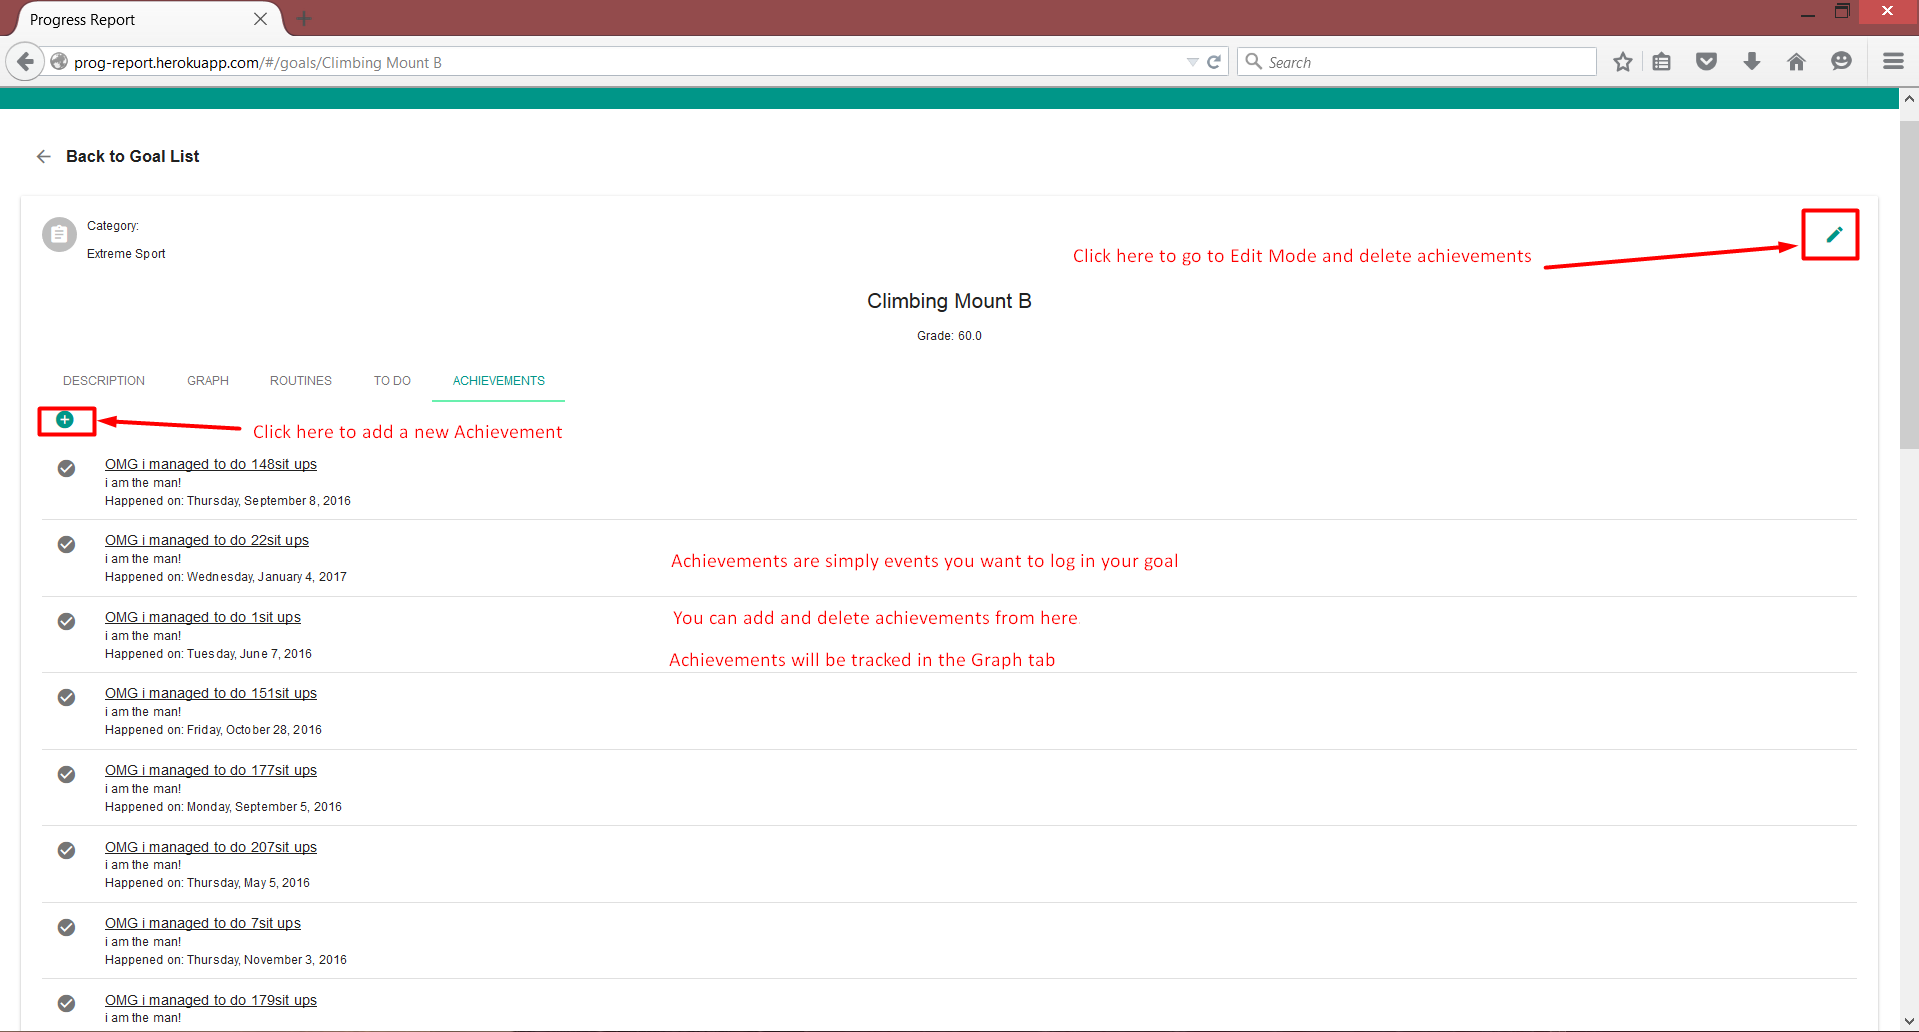 Progress Report
prog-report.herokuapp.com/#/goals/Climbing Mount B
Search
Back to Goal List
Category:
Extreme Sport
Click here to go to Edit Mode and delete achievements
Climbing Mount B
Grade: 60.0
DESCRIPTION GRAPH ROUTINES TO DO ACHIEVEMENTS
Click here to add a new Achievement
OMG i managed to do 148sit ups
i am the man!
Happened on: Thursday, September 8, 2016
OMG i managed to do 22sit ups
i am the man!
Happened on: Wednesday, January 4, 2017
Achievements are simply events you want to log in your goal
OMG i managed to do 1sit ups
i am the man!
Happened on: Tuesday, June 7, 2016
You can add and delete achievements from here
Achievements will be tracked in the Graph tab
OMG i managed to do 151sit ups
i am the man!
Happened on: Friday, October 28, 2016
OMG i managed to do 177sit ups
i am the man!
Happened on: Monday, September 5, 2016
OMG i managed to do 207sit ups
i am the man!
Happened on: Thursday, May 5, 2016
OMG i managed to do 7sit ups
i am the man!
Happened on: Thursday, November 3, 2016
OMG i managed to do 179sit ups
i am the man!